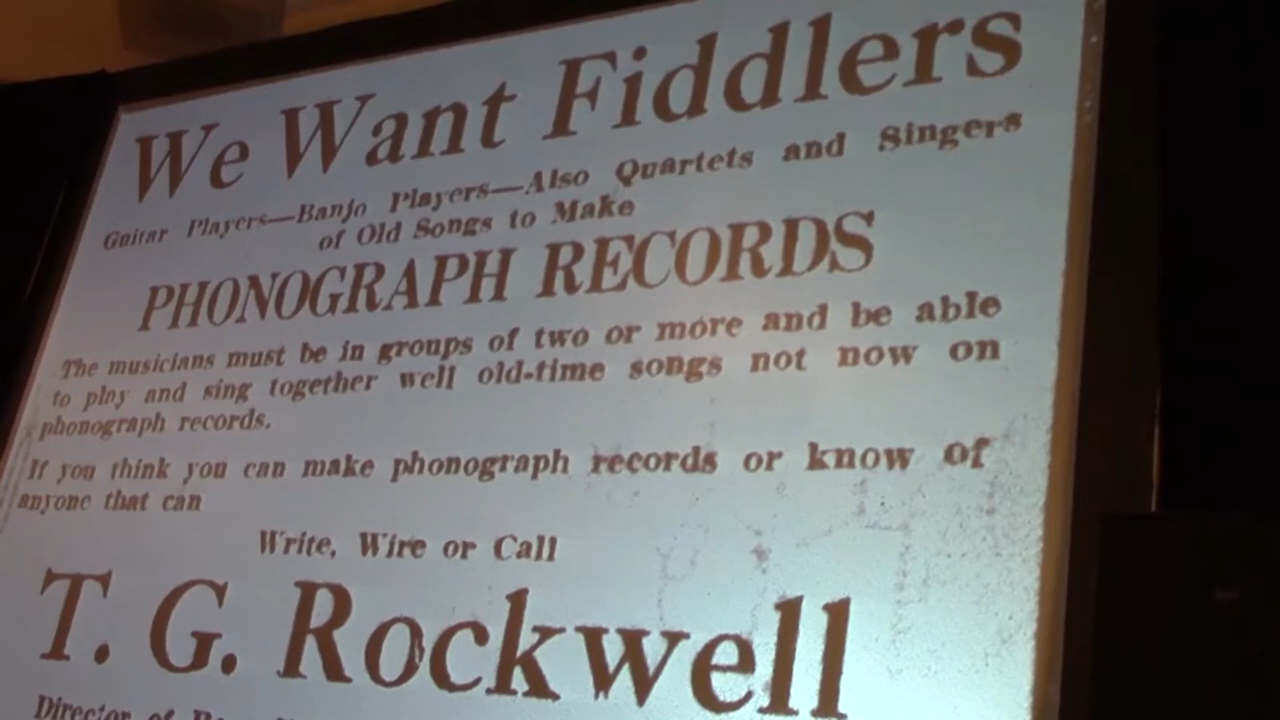 We Want Fiddlers
Guitar Players—Banjo Players—Also Quartets and Singers
of Old Songs to Make
PHONOGRAPH RECORDS
The musicians must be in groups of two or more and be able
to play and sing together well old-time songs not now on
phonograph records.
If you think you can make phonograph records or know of
anyone that can
Write, Wire or Call
T. G. Rockwell
Director of